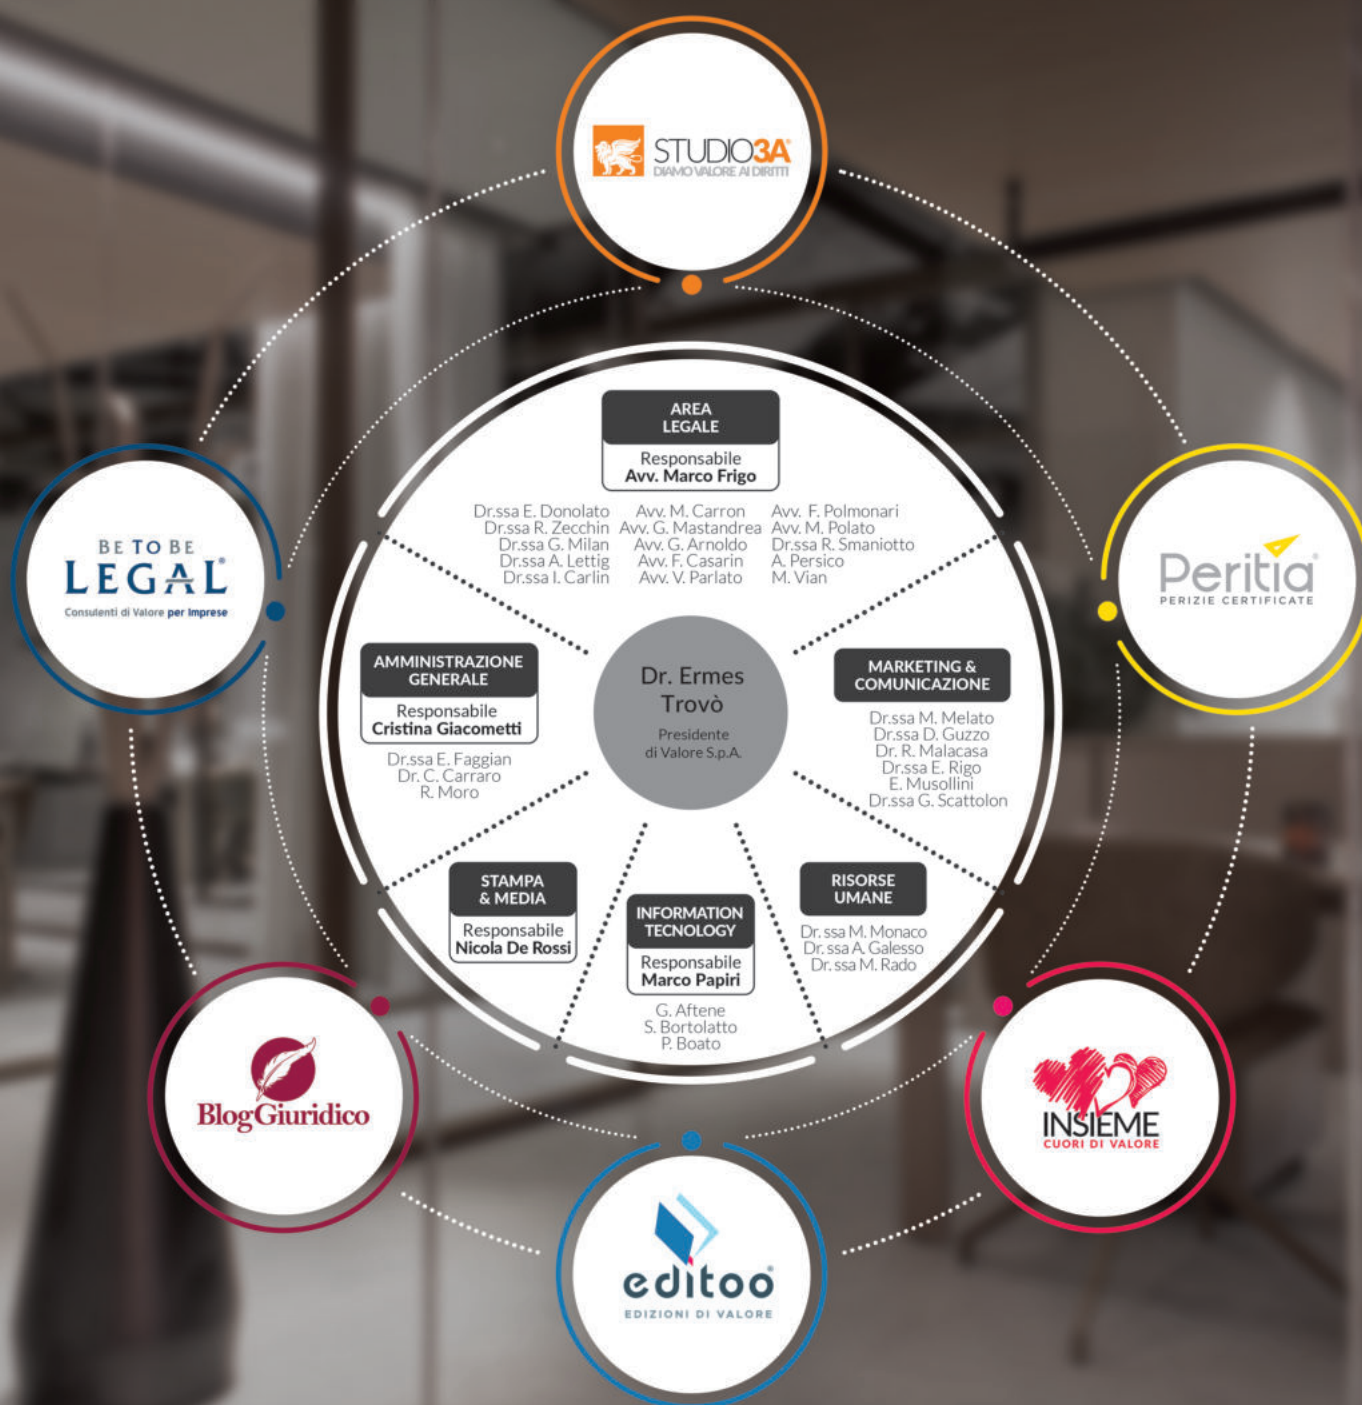 STUDIO3A®
DIAMO VALORE AI DIRITTI
AREA
LEGALE
Responsabile
Avv. Marco Frigo
Dr.ssa E. Donolato
Dr.ssa R. Zecchin
Dr.ssa G. Milan
Dr.ssa A. Lettig
Dr.ssa I. Carlin
Avv. M. Carron
Avv. G. Mastandrea
Avv. G. Arnoldo
Avv. F. Casarin
Avv. V. Parlato
Avv. F. Polmonari
Avv. M. Polato
Dr.ssa R. Smaniotto
A. Persico
M. Vian
BE TO BE
LEGAL®
Consulenti di Valore per Imprese
Peritia®
PERIZIE CERTIFICATE
AMMINISTRAZIONE
GENERALE
Responsabile
Cristina Giacometti
Dr.ssa E. Faggian
Dr. C. Carraro
R. Moro
Dr. Ermes
Trovò
Presidente
di Valore S.p.A.
MARKETING &
COMUNICAZIONE
Dr.ssa M. Melato
Dr.ssa D. Guzzo
Dr. R. Malacasa
Dr.ssa E. Rigo
E. Musollini
Dr.ssa G. Scattolon
STAMPA
& MEDIA
Responsabile
Nicola De Rossi
INFORMATION
TECNOLOGY
Responsabile
Marco Papiri
G. Aftene
S. Bortolatto
P. Boato
RISORSE
UMANE
Dr. ssa M. Monaco
Dr. ssa A. Galesso
Dr. ssa M. Rado
BlogGiuridico
INSIEME
CUORI DI VALORE
editoo®
EDIZIONI DI VALORE